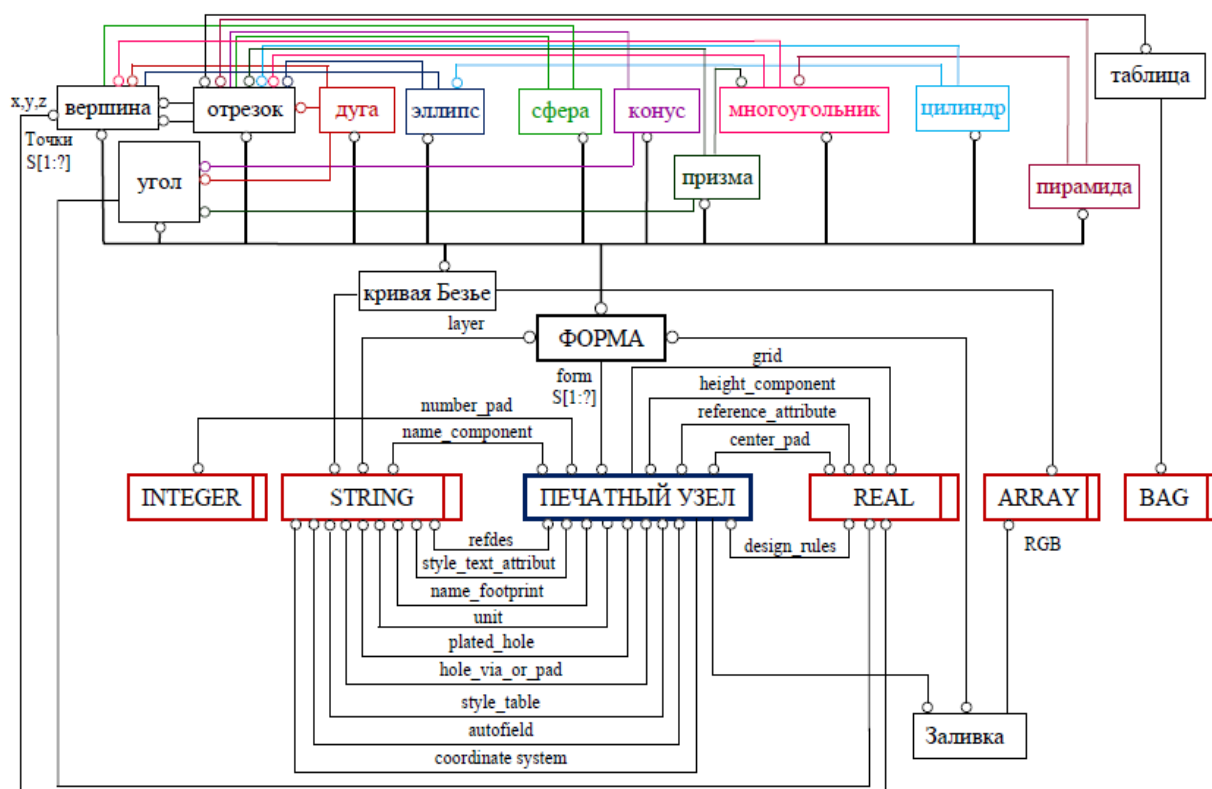 таблица
x,y,z
вершина
отрезок
дуга
эллипс
сфера
конус
многоугольник
цилиндр
Точки
S[1:?]
угол
призма
пирамида
кривая Безье
layer
ФОРМА
grid
form
S[1:?]
height_component
number_pad
reference_attribute
name_component
center_pad
INTEGER
STRING
ПЕЧАТНЫЙ УЗЕЛ
REAL
ARRAY
BAG
refdes
design_rules
RGB
style_text_attribut
name_footprint
unit
plated_hole
hole_via_or_pad
style_table
autofield
Заливка
coordinate system